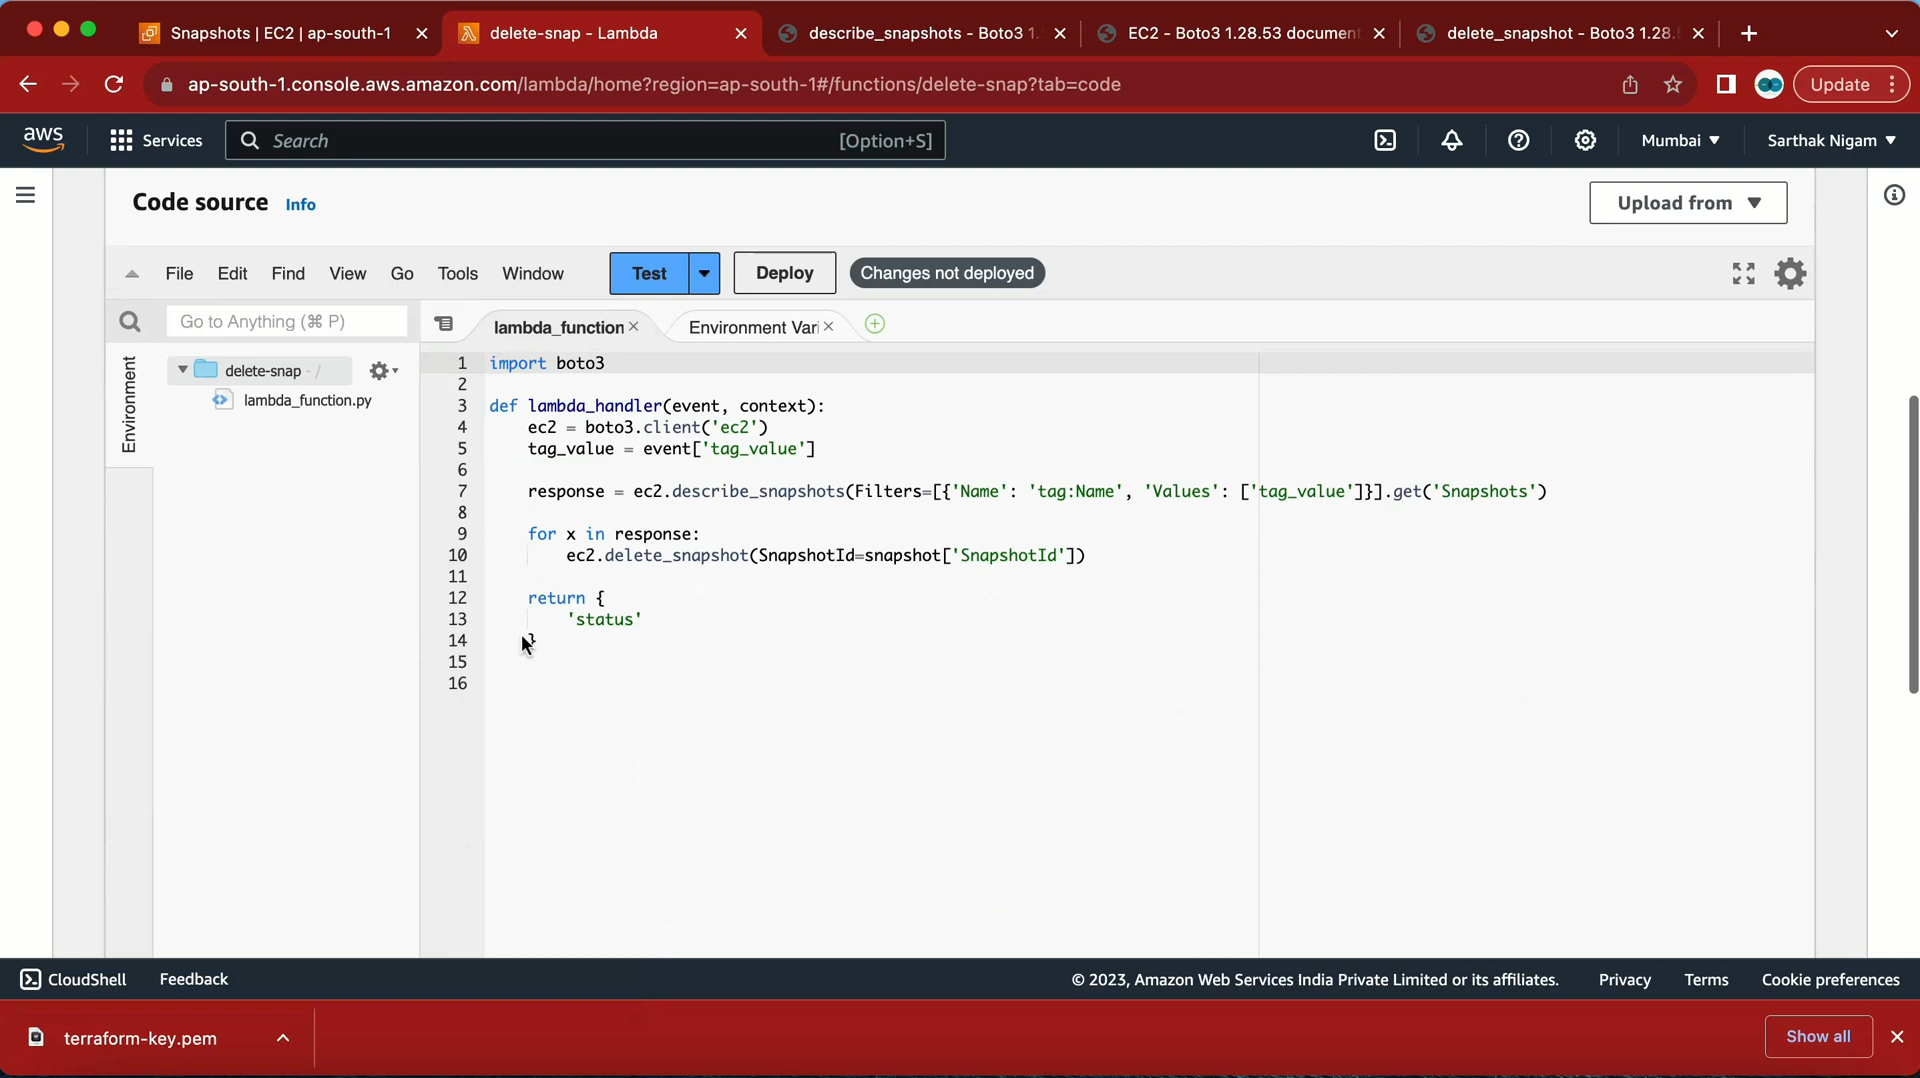 Snapshots | EC2 | ap-south-1
delete-snap - Lambda
describe_snapshots - Boto3 1.
EC2 - Boto3 1.28.53 document
delete_snapshot - Boto3 1.28.5
ap-south-1.console.aws.amazon.com/lambda/home?region=ap-south-1#/functions/delete-snap?tab=code
Update
aws
Services
Search
[Option+S]
Mumbai
Sarthak Nigam
Code source
Info
Upload from
File
Edit
Find
View
Go
Tools
Window
Test
Deploy
Changes not deployed
Go to Anything (⌘ P)
lambda_function
Environment Vari
Environment
delete-snap - /
lambda_function.py
1 import boto3
2
3 def lambda_handler(event, context):
4 ec2 = boto3.client('ec2')
5 tag_value = event['tag_value']
6
7 response = ec2.describe_snapshots(Filters=[{'Name': 'tag:Name', 'Values': ['tag_value']}].get('Snapshots')
8
9 for x in response:
10 ec2.delete_snapshot(SnapshotId=snapshot['SnapshotId'])
11
12 return {
13 'status'
14 }
15
16
CloudShell
Feedback
© 2023, Amazon Web Services India Private Limited or its affiliates.
Privacy
Terms
Cookie preferences
terraform-key.pem
Show all